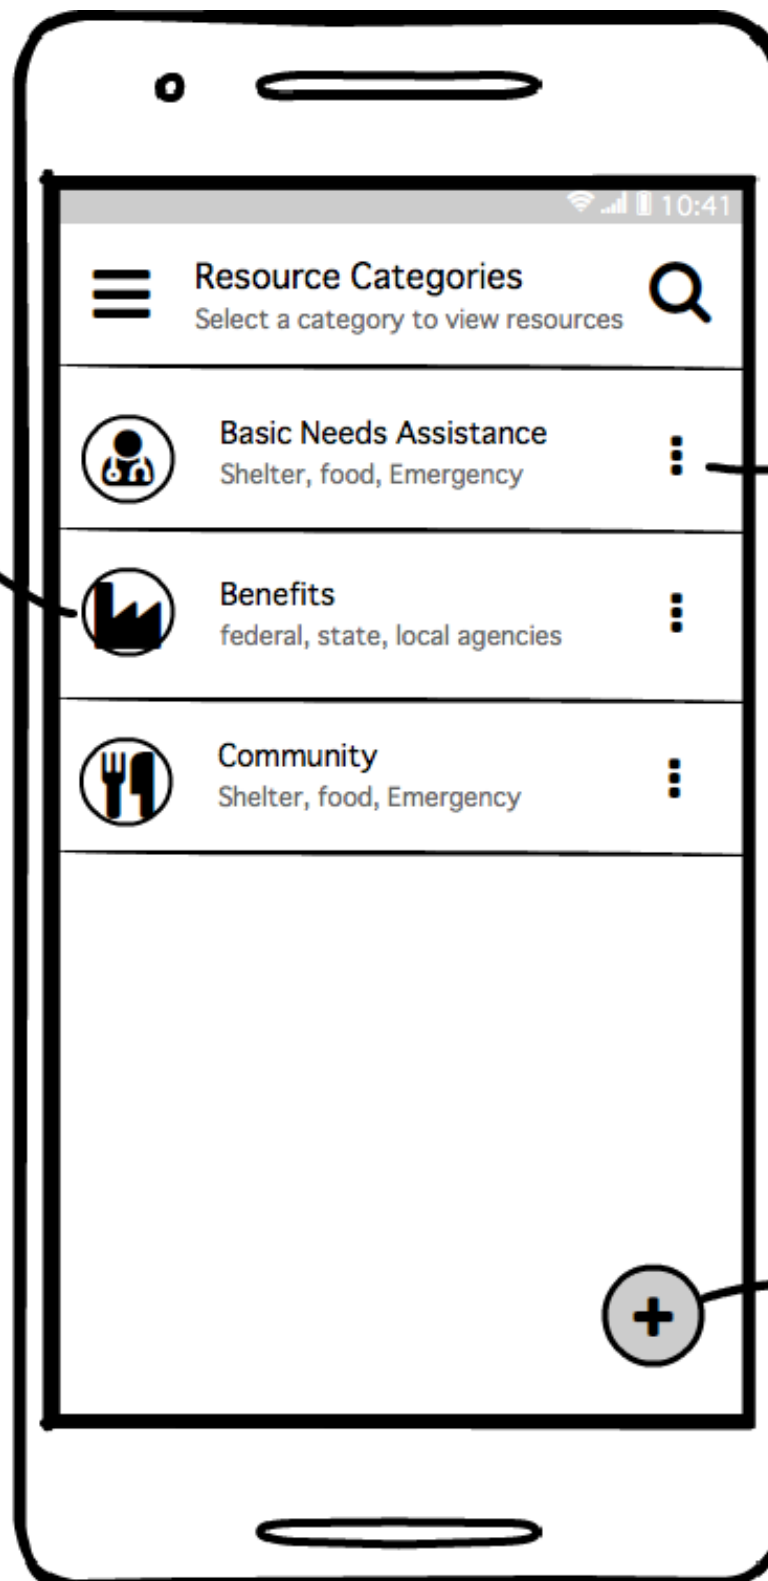 10:41
Resource Categories
Select a category to view resources
Basic Needs Assistance
Shelter, food, Emergency
Benefits
federal, state, local agencies
Community
Shelter, food, Emergency